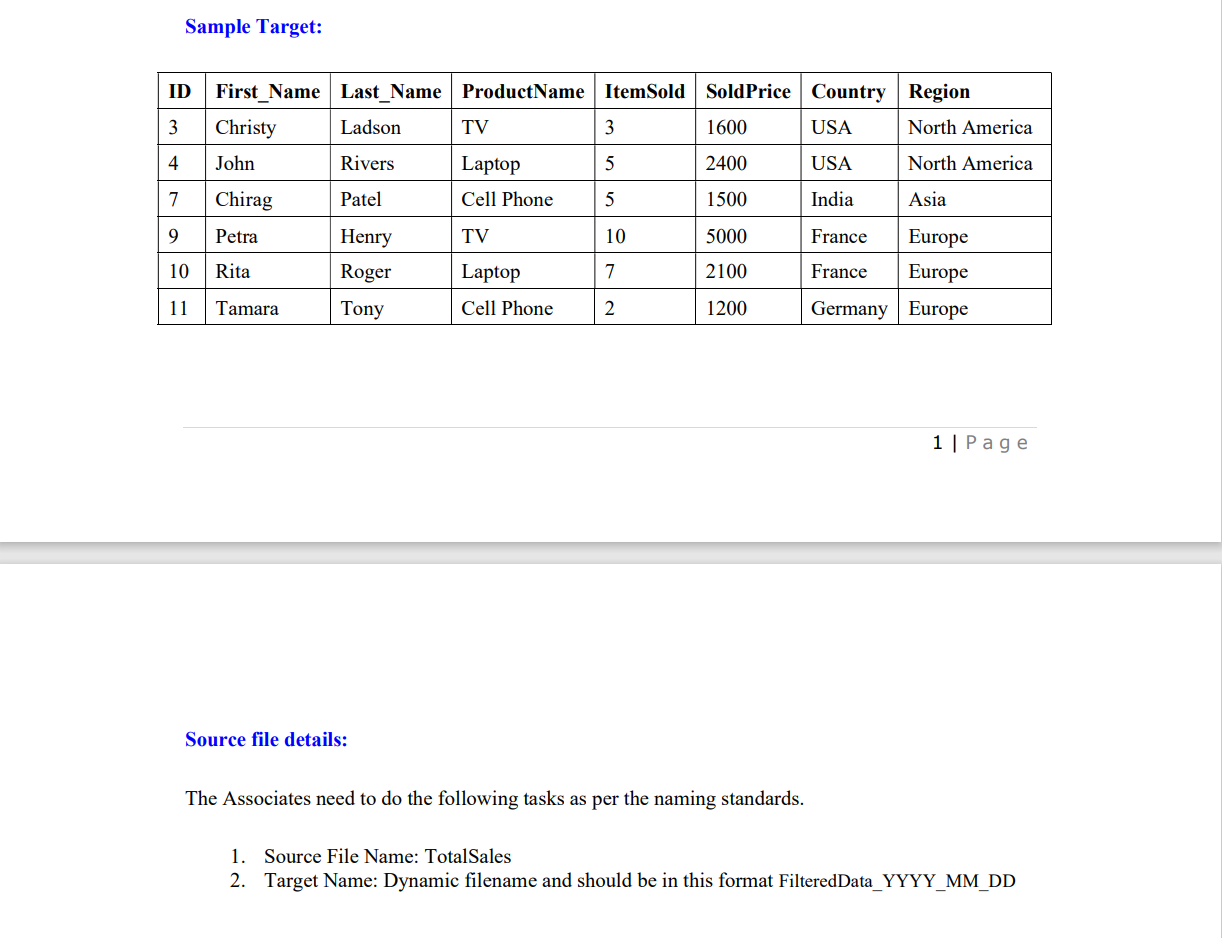 Sample Target:
ID First_Name Last_Name ProductName ItemSold SoldPrice Country Region
3 Christy Ladson TV 3 1600 USA North America
4 John Rivers Laptop 5 2400 USA North America
7 Chirag Patel Cell Phone 5 1500 India Asia
9 Petra Henry TV 10 5000 France Europe
10 Rita Roger Laptop 7 2100 France Europe
11 Tamara Tony Cell Phone 2 1200 Germany Europe
1 | Page
Source file details:
The Associates need to do the following tasks as per the naming standards.
1. Source File Name: TotalSales
2. Target Name: Dynamic filename and should be in this format FilteredData_YYYY_MM_DD